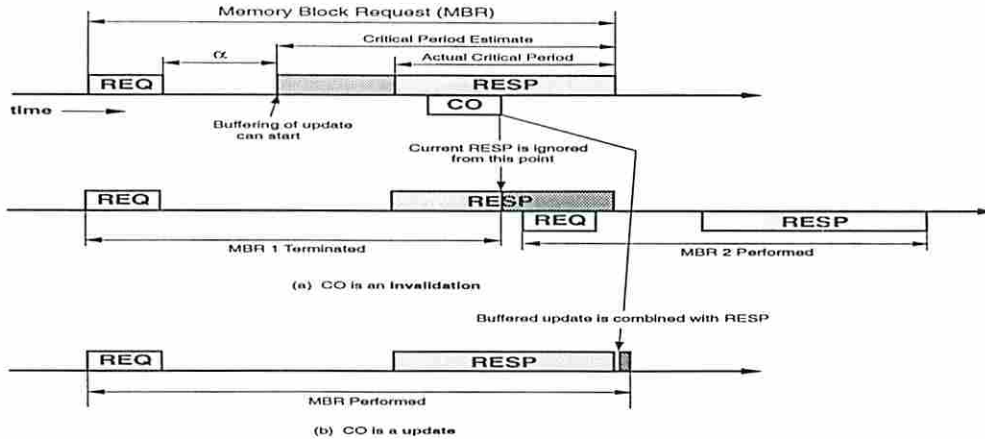 Memory Block Request (MBR)
Critical Period Estimate
α
Actual Critical Period
REQ
RESP
time
CO
Buffering of update
can start
Current RESP is ignored
from this point
REQ
RESP
REQ
RESP
MBR 1 Terminated
MBR 2 Performed
(a) CO is an Invalidation
Buffered update is combined with RESP
REQ
RESP
MBR Performed
(b) CO is a update